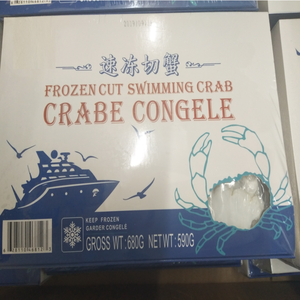 速冻切蟹
FROZEN CUT SWIMMING CRAB
CRABE CONGELE
KEEP FROZEN
GARDER CONGELÉ
GROSS WT: 680G NET WT: 590G